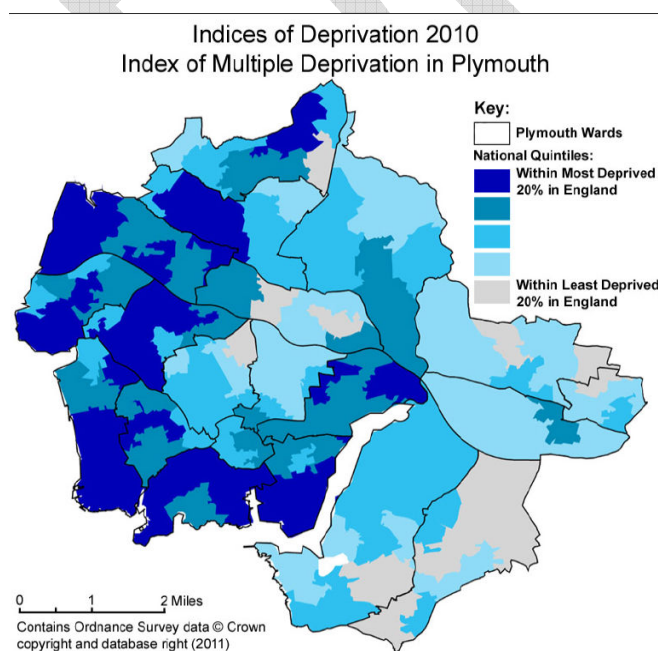 Indices of Deprivation 2010
Index of Multiple Deprivation in Plymouth
Key:
Plymouth Wards
National Quintiles:
Within Most Deprived
20% in England
Within Least Deprived
20% in England
0 1 2 Miles
Contains Ordnance Survey data © Crown
copyright and database right (2011)